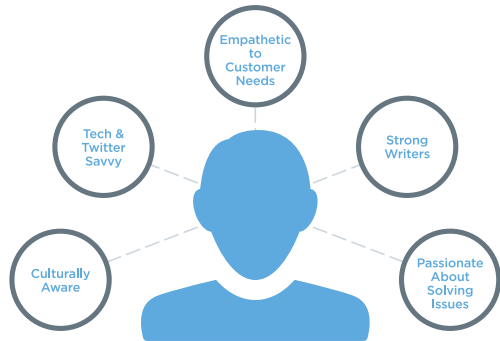 Empathetic
to
Customer
Needs
Tech &
Twitter
Savvy
Strong
Writers
Culturally
Aware
Passionate
About
Solving
Issues